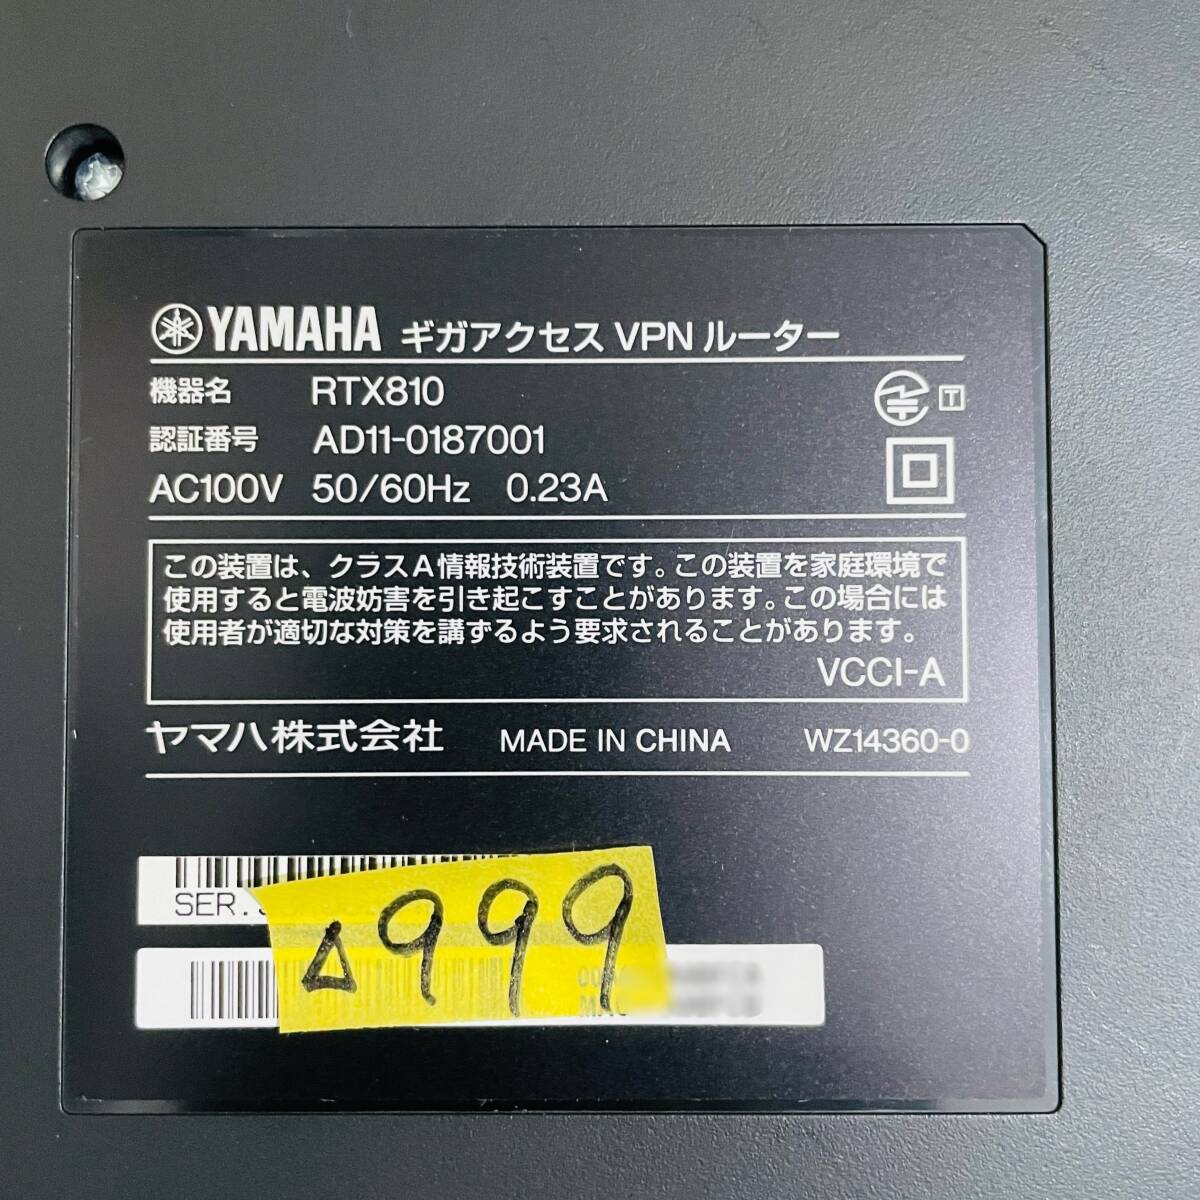 YAMAHA ギガアクセス VPN ルーター
機器名 RTX810
T
認証番号 AD11-0187001
AC100V 50/60Hz 0.23A
この装置は、クラスA情報技術装置です。この装置を家庭環境で
使用すると電波妨害を引き起こすことがあります。この場合には
使用者が適切な対策を講ずるよう要求されることがあります。
VCCI-A
ヤマハ株式会社 MADE IN CHINA WZ14360-0
SER.
△999